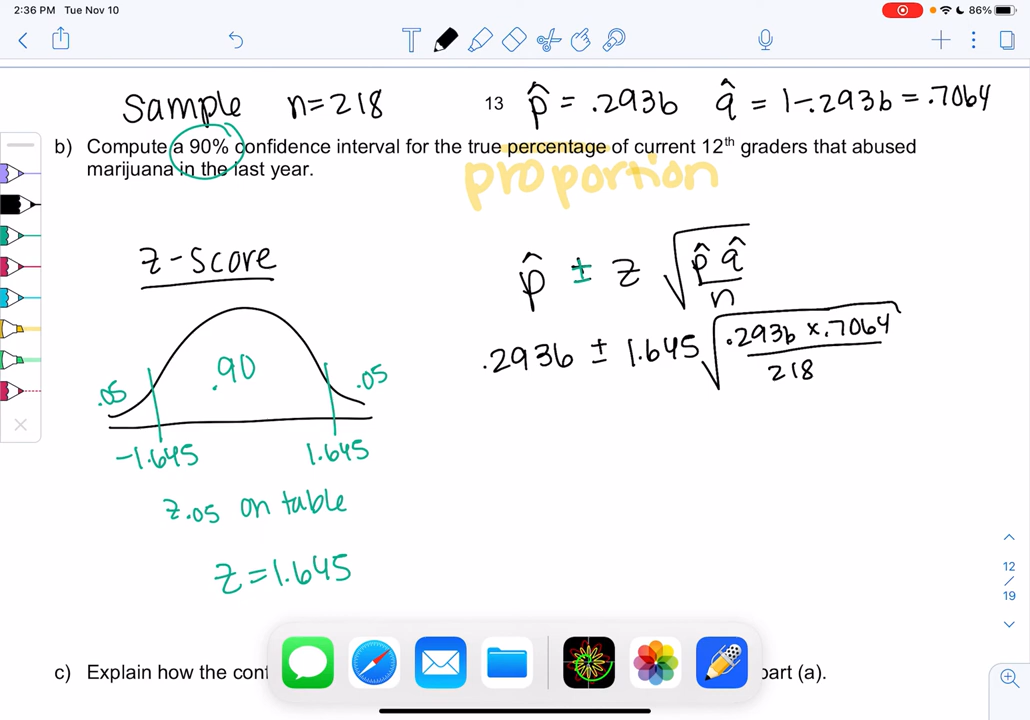 2:36 PM Tue Nov 10
86%
T
Sample n=218 13 p̂ = .2936 q̂ = 1-.2936 = .7064
b) Compute a 90% confidence interval for the true percentage of current 12th graders that abused
marijuana in the last year.
proportion
z-score
p̂ ± z √(p̂ q̂ / n)
.2936 ± 1.645 √(.2936 x .7064 / 218)
.05 .90 .05
-1.645 1.645
z.05 on table
z=1.645
12
/
19
c) Explain how the conf
part (a).